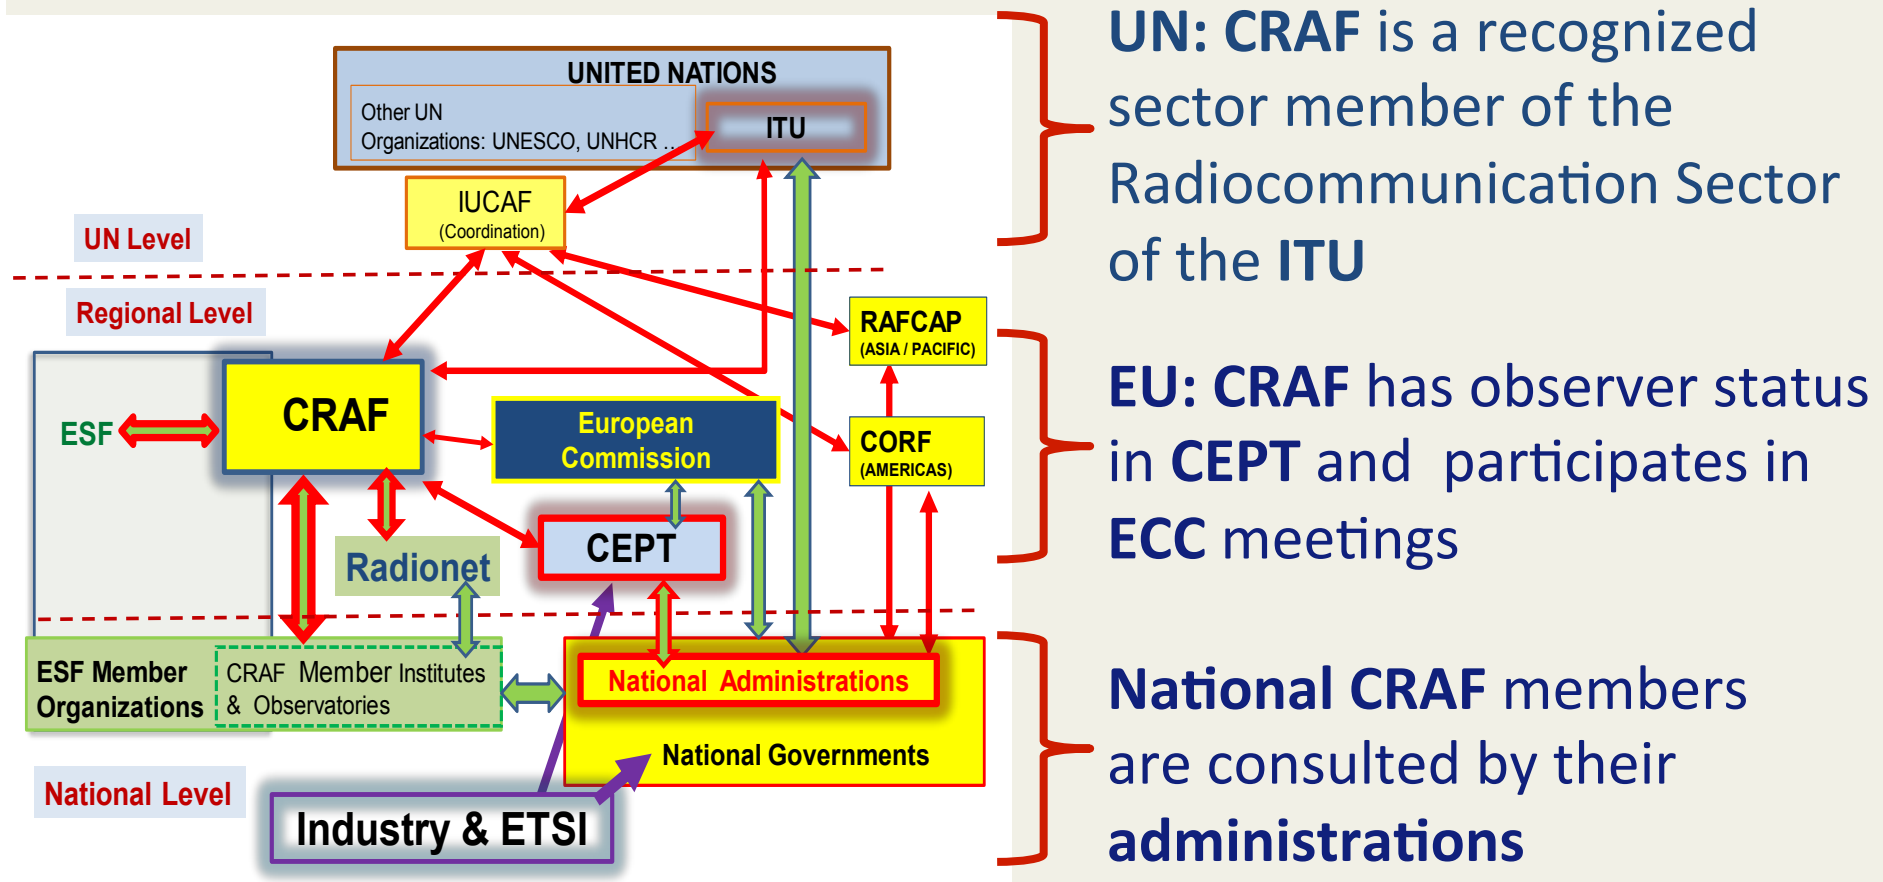 UNITED NATIONS
Other UN
Organizations: UNESCO, UNHCR ...
ITU
IUCAF
(Coordination)
UN Level
Regional Level
RAFCAP
(ASIA / PACIFIC)
CRAF
ESF
European
Commission
CORF
(AMERICAS)
CEPT
Radionet
ESF Member
Organizations
CRAF Member Institutes
& Observatories
National Administrations
National Governments
National Level
Industry & ETSI
UN: CRAF is a recognized
sector member of the
Radiocommunication Sector
of the ITU
EU: CRAF has observer status
in CEPT and participates in
ECC meetings
National CRAF members
are consulted by their
administrations